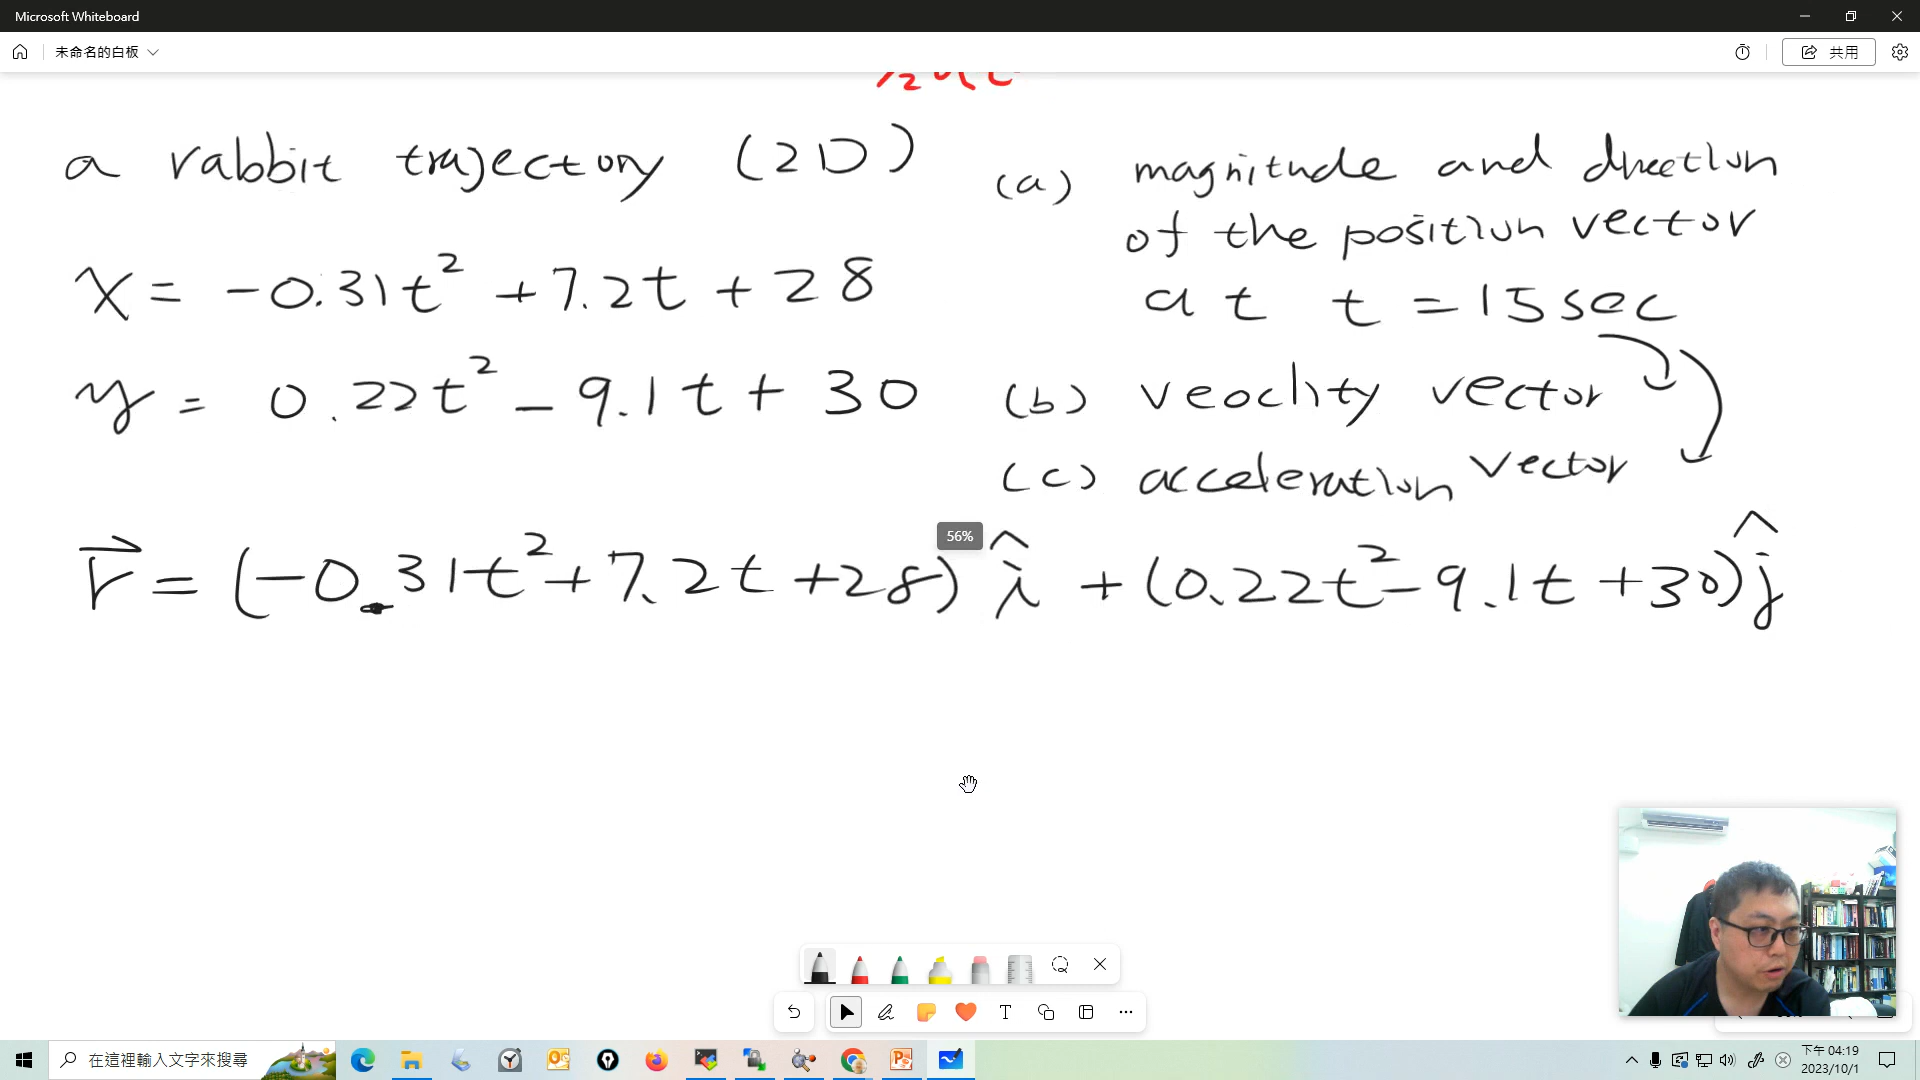 Microsoft Whiteboard
未命名的白板
共用
a rabbit trajectory (2D)
x = -0.31t² + 7.2t + 28
y = 0.22t² - 9.1t + 30
(a) magnitude and direction
of the position vector
at t = 15 sec
(b) veoclity vector
(c) acceleration vector
56%
r⃗ = (-0.31t² + 7.2t + 28) î + (0.22t² - 9.1t + 30) ĵ
在這裡輸入文字來搜尋
下午 04:19
2023/10/1